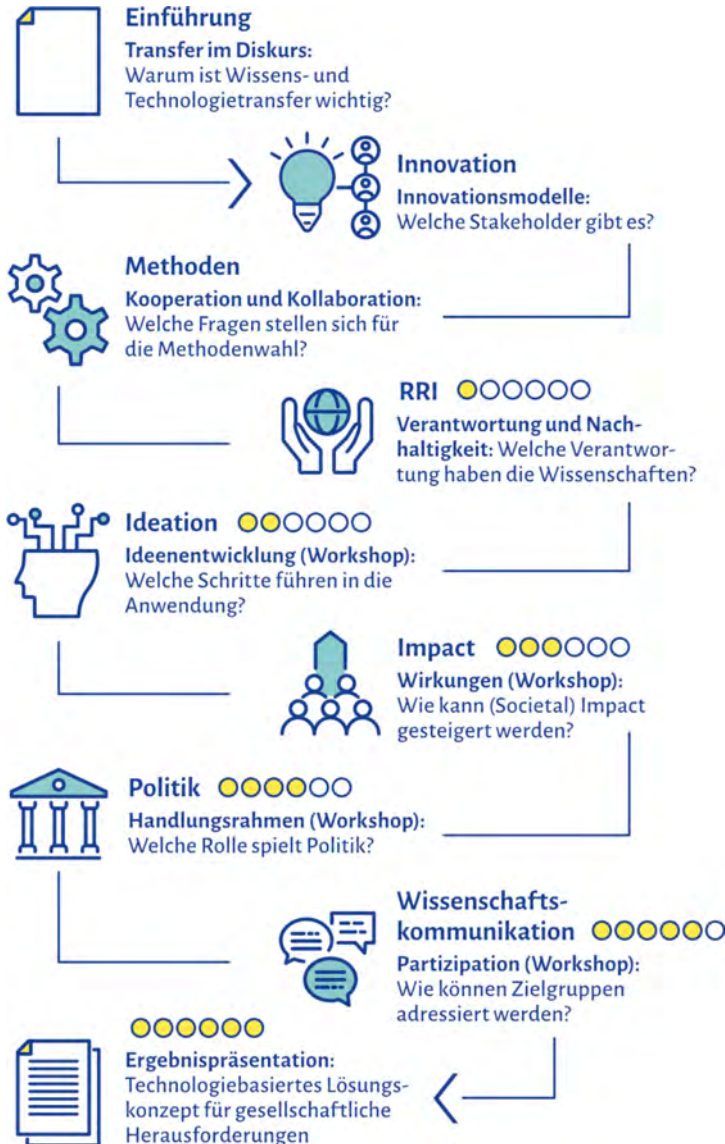 Einführung
Transfer im Diskurs:
Warum ist Wissens- und
Technologietransfer wichtig?
Innovation
Innovationsmodelle:
Welche Stakeholder gibt es?
Methoden
Kooperation und Kollaboration:
Welche Fragen stellen sich für
die Methodenwahl?
RRI
Verantwortung und Nach-
haltigkeit: Welche Verantwor-
tung haben die Wissenschaften?
Ideation
Ideenentwicklung (Workshop):
Welche Schritte führen in die
Anwendung?
Impact
Wirkungen (Workshop):
Wie kann (Societal) Impact
gesteigert werden?
Politik
Handlungsrahmen (Workshop):
Welche Rolle spielt Politik?
Wissenschafts-
kommunikation
Partizipation (Workshop):
Wie können Zielgruppen
adressiert werden?
Ergebnispräsentation:
Technologiebasiertes Lösungs-
konzept für gesellschaftliche
Herausforderungen